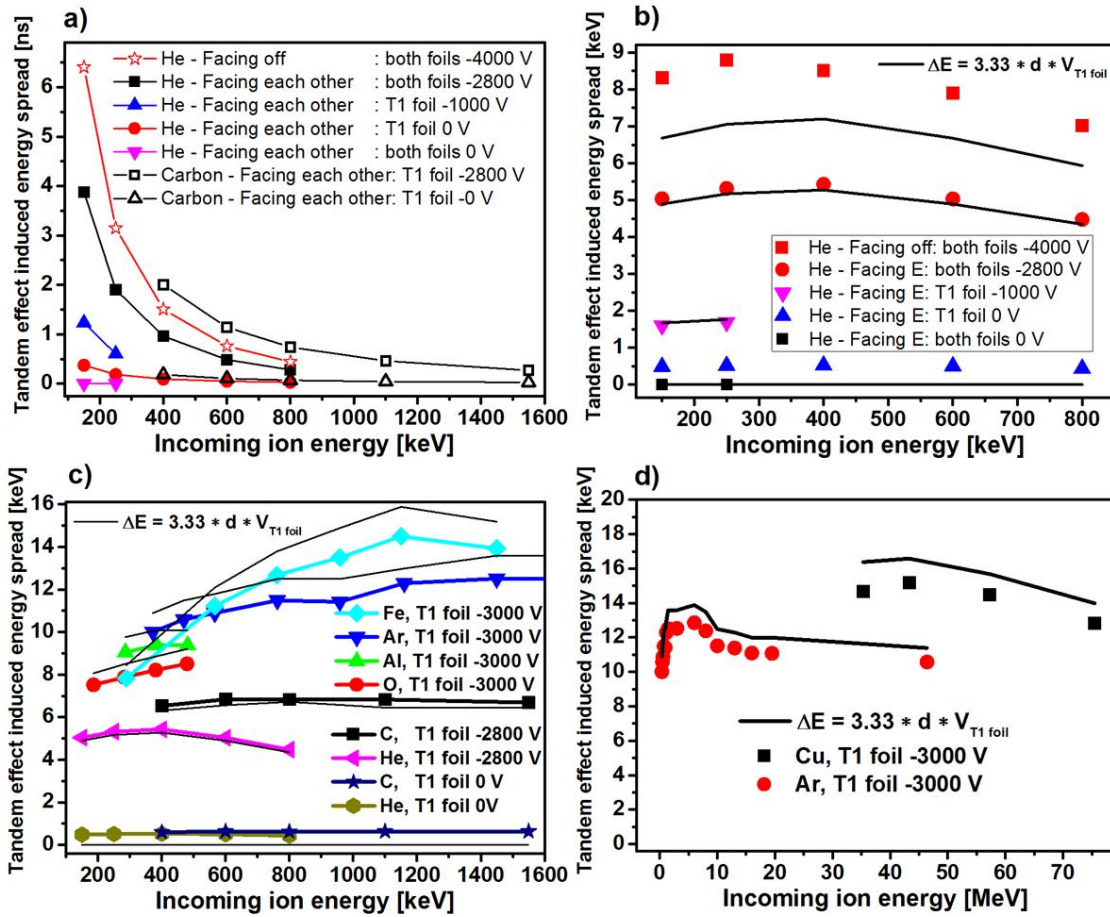 a)
Tandem effect induced energy spread [ns]
6
5
4
3
2
1
0
He - Facing off : both foils -4000 V
He - Facing each other : both foils -2800 V
He - Facing each other : T1 foil -1000 V
He - Facing each other : T1 foil 0 V
He - Facing each other : both foils 0 V
Carbon - Facing each other: T1 foil -2800 V
Carbon - Facing each other: T1 foil -0 V
200 400 600 800 1000 1200 1400 1600
Incoming ion energy [keV]
b)
Tandem effect induced energy spread [keV]
9
8
7
6
5
4
3
2
1
0
ΔE = 3.33 * d * V T1 foil
He - Facing off: both foils -4000 V
He - Facing E: both foils -2800 V
He - Facing E: T1 foil -1000 V
He - Facing E: T1 foil 0 V
He - Facing E: both foils 0 V
200 300 400 500 600 700 800
Incoming ion energy [keV]
c)
Tandem effect induced energy spread [keV]
16
14
12
10
8
6
4
2
0
ΔE = 3.33 * d * V T1 foil
Fe, T1 foil -3000 V
Ar, T1 foil -3000 V
Al, T1 foil -3000 V
O, T1 foil -3000 V
C, T1 foil -2800 V
He, T1 foil -2800 V
C, T1 foil 0 V
He, T1 foil 0V
200 400 600 800 1000 1200 1400 1600
Incoming ion energy [keV]
d)
Tandem effect induced energy spread [keV]
20
18
16
14
12
10
8
6
4
2
0
ΔE = 3.33 * d * V T1 foil
Cu, T1 foil -3000 V
Ar, T1 foil -3000 V
0 10 20 30 40 50 60 70
Incoming ion energy [MeV]